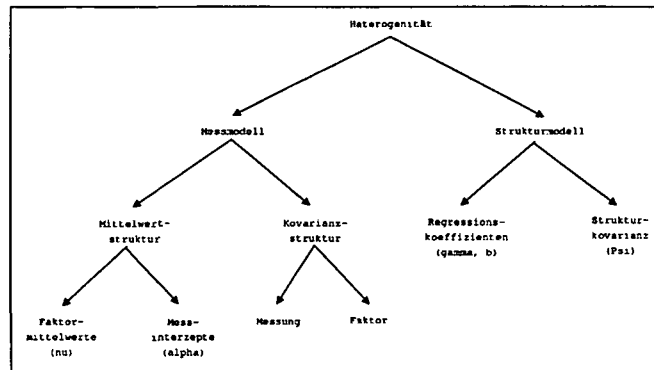 Heterogenität
Messmodell
Strukturmodell
Mittelwert-
struktur
Kovarianz-
struktur
Regressions-
koeffizienten
(gamma, b)
Struktur-
kovarianz
(Psi)
Faktor-
mittelwerte
(nu)
Mess-
interzepte
(alpha)
Messung
Faktor